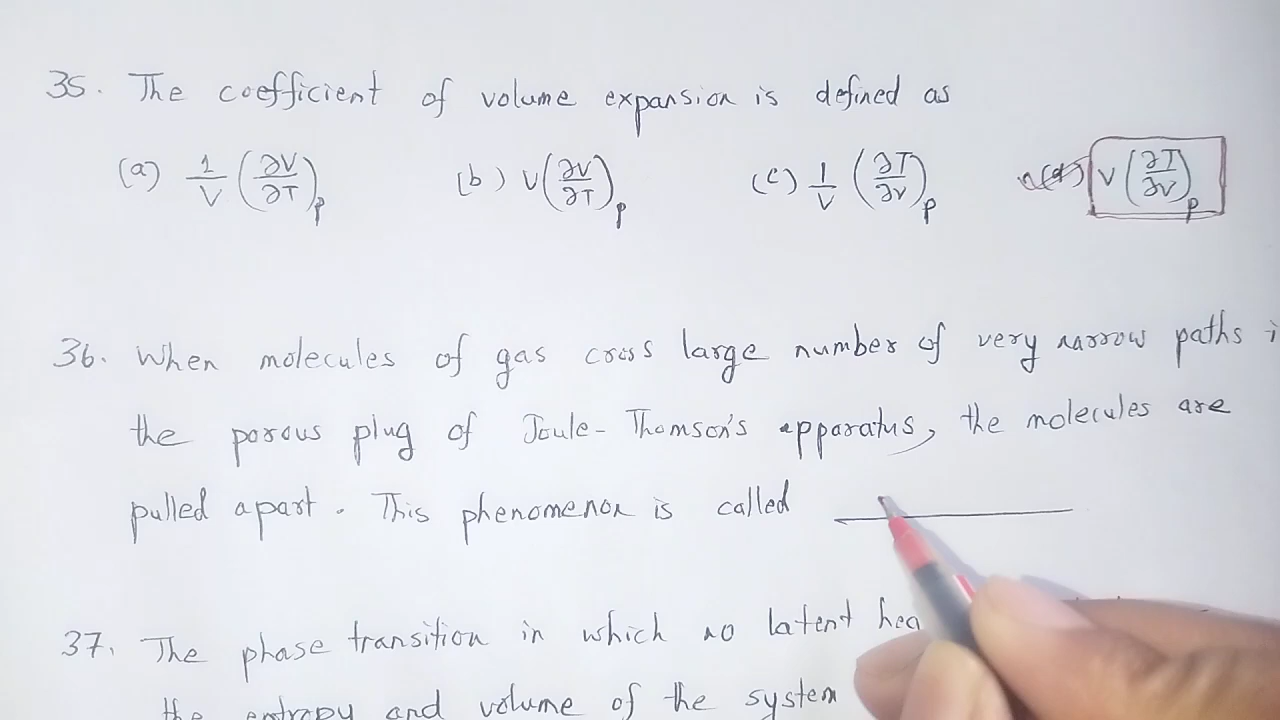 35. The coefficient of volume expansion is defined as
(a) 1/V (∂V/∂T)p (b) V(∂V/∂T)p (c) 1/V (∂T/∂V)p (d) V(∂T/∂V)p
36. When molecules of gas cross large number of very narrow paths i
the porous plug of Joule-Thomson's apparatus, the molecules are
pulled apart. This phenomenon is called
37. The phase transition in which no latent hea
the entropy and volume of the system